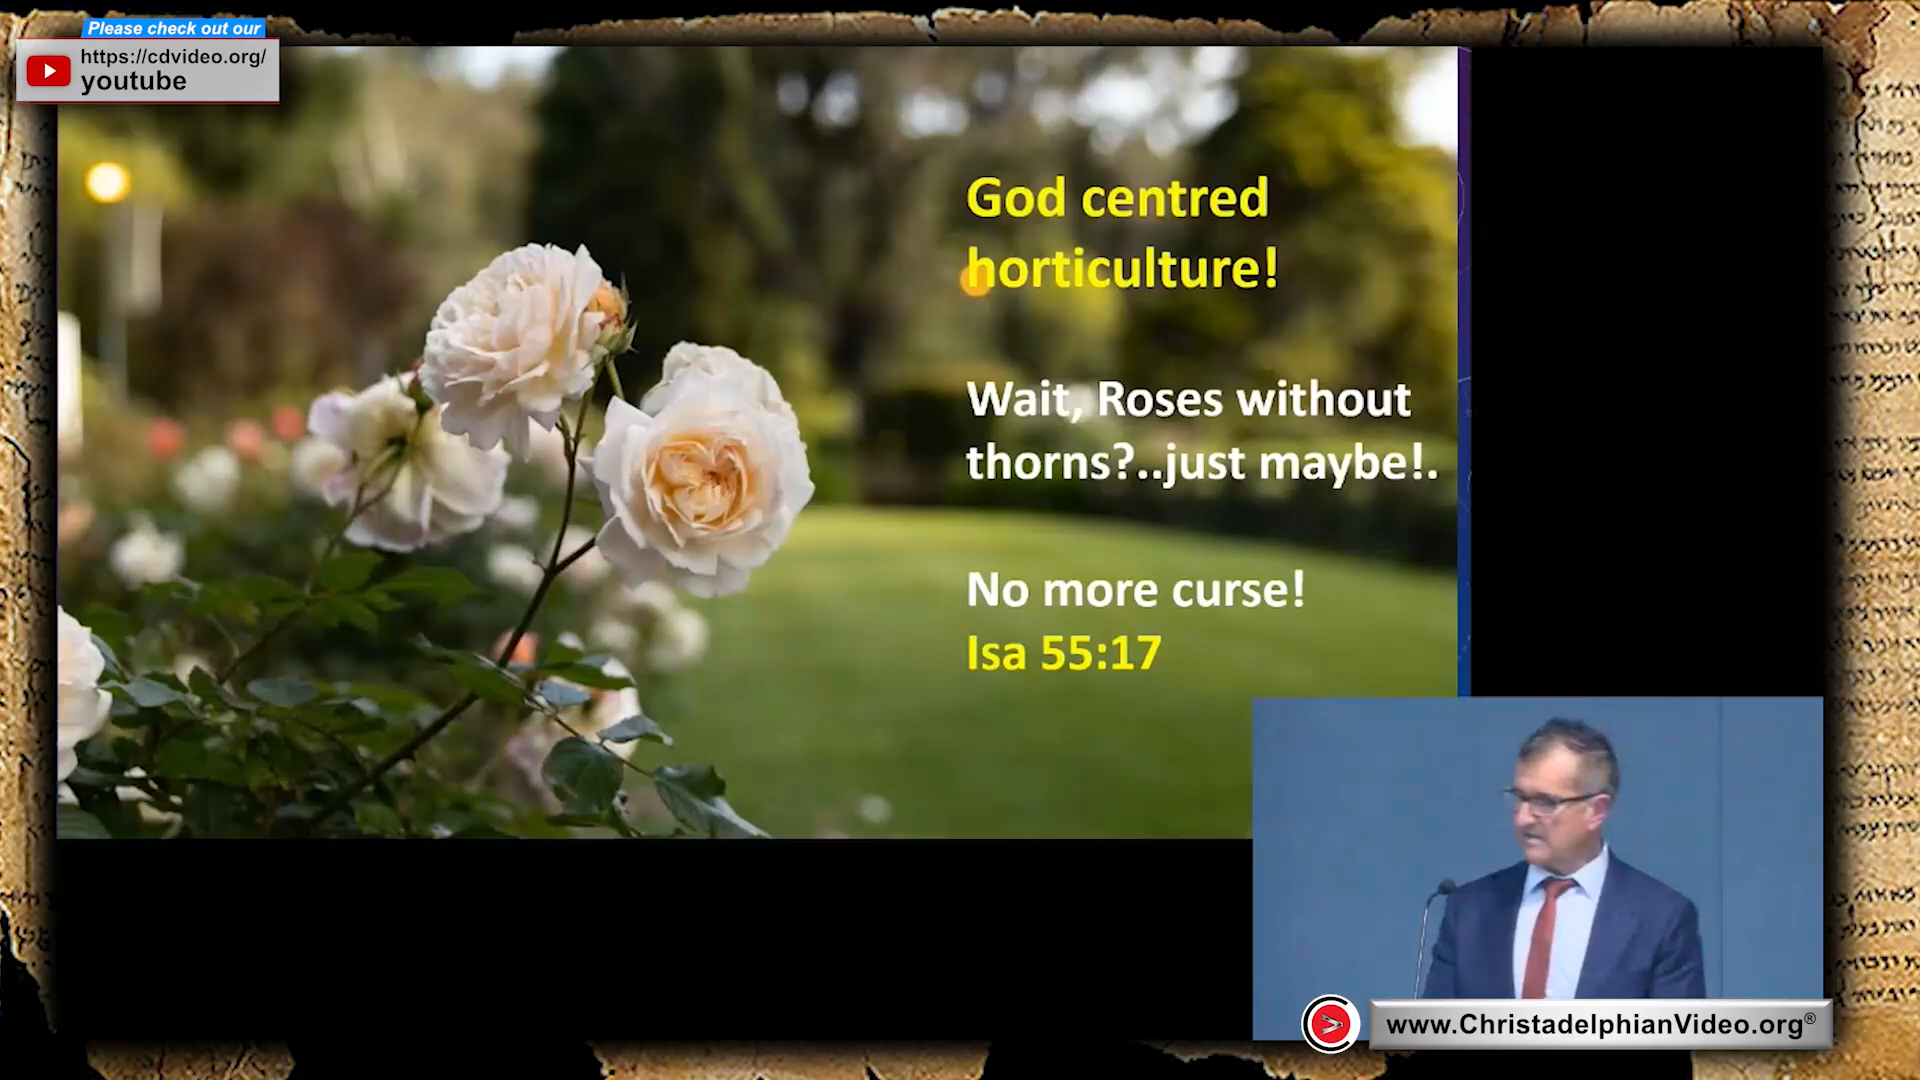 Please check out our
https://cdvideo.org/
youtube
God centred
horticulture!
Wait, Roses without
thorns?..just maybe!.
No more curse!
Isa 55:17
www.ChristadelphianVideo.org®